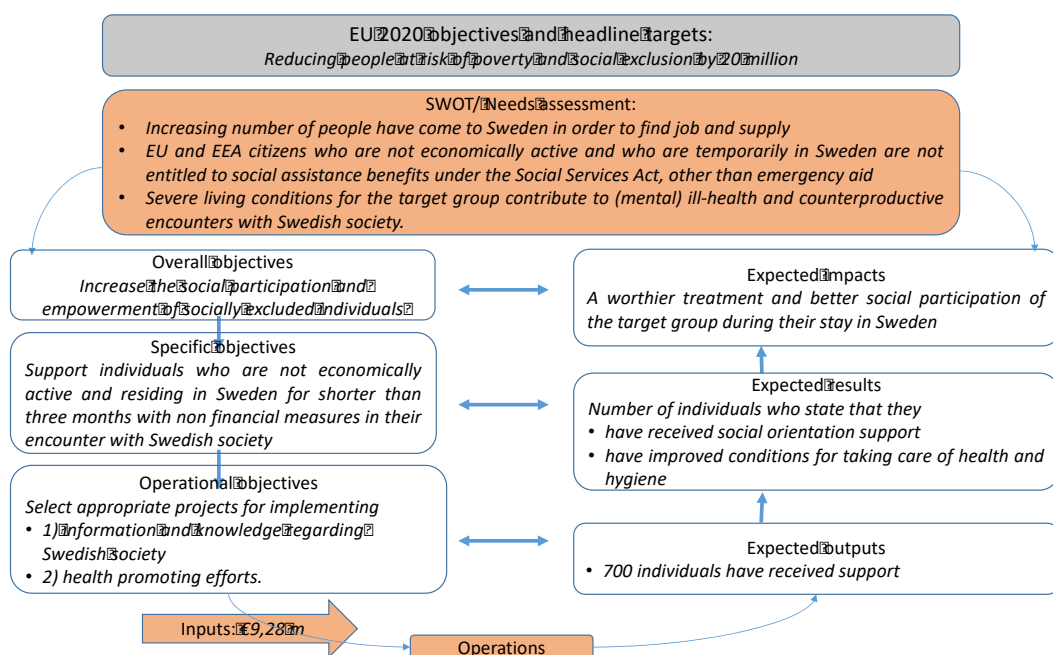 EU 2020 objectives and headline targets:
Reducing people at risk of poverty and social exclusion by 20 million
SWOT/ Needs assessment:
• Increasing number of people have come to Sweden in order to find job and supply
• EU and EEA citizens who are not economically active and who are temporarily in Sweden are not
entitled to social assistance benefits under the Social Services Act, other than emergency aid
• Severe living conditions for the target group contribute to (mental) ill-health and counterproductive
encounters with Swedish society.
Overall objectives
Increase the social participation and
empowerment of socially excluded individuals
Specific objectives
Support individuals who are not economically
active and residing in Sweden for shorter than
three months with non financial measures in their
encounter with Swedish society
Operational objectives
Select appropriate projects for implementing
• 1) information and knowledge regarding
Swedish society
• 2) health promoting efforts.
Expected impacts
A worthier treatment and better social participation of
the target group during their stay in Sweden
Expected results
Number of individuals who state that they
• have received social orientation support
• have improved conditions for taking care of health and
hygiene
Expected outputs
• 700 individuals have received support
Inputs: €9,28 m
Operations